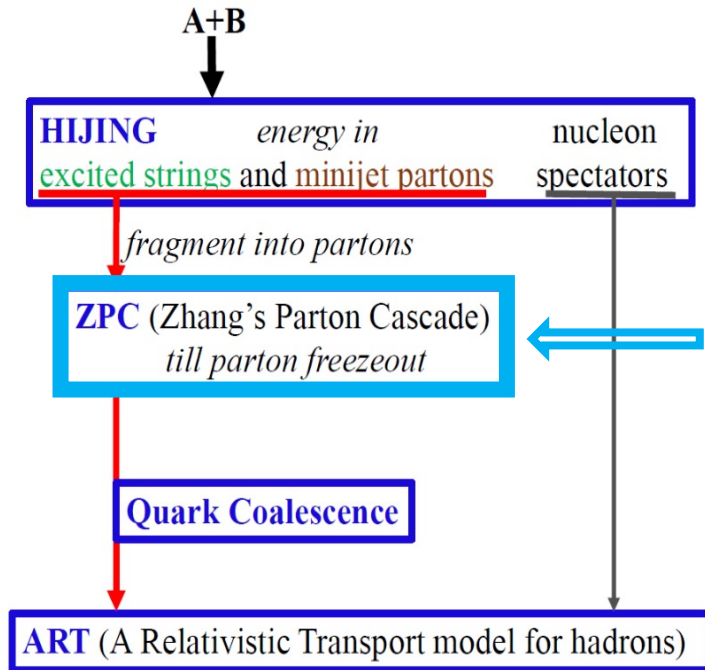 A+B
HIJING energy in nucleon
excited strings and minijet partons spectators
fragment into partons
ZPC (Zhang’s Parton Cascade)
till parton freezeout
Quark Coalescence
ART (A Relativistic Transport model for hadrons)